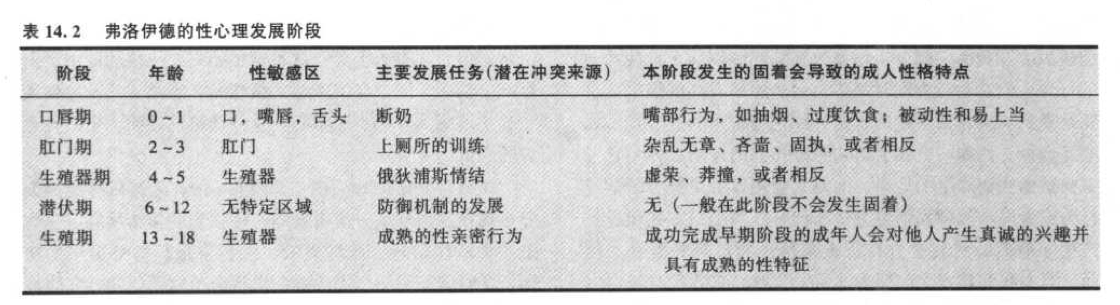 表 14.2 弗洛伊德的性心理发展阶段
阶段 年龄 性敏感区 主要发展任务(潜在冲突来源) 本阶段发生的固着会导致的成人性格特点
口唇期 0~1 口，嘴唇，舌头 断奶 嘴部行为，如抽烟、过度饮食；被动性和易上当
肛门期 2~3 肛门 上厕所的训练 杂乱无章、吝啬、固执，或者相反
生殖器期 4~5 生殖器 俄狄浦斯情结 虚荣、莽撞，或者相反
潜伏期 6~12 无特定区域 防御机制的发展 无（一般在此阶段不会发生固着）
生殖期 13~18 生殖器 成熟的性亲密行为 成功完成早期阶段的成年人会对他人产生真诚的兴趣并
具有成熟的性特征